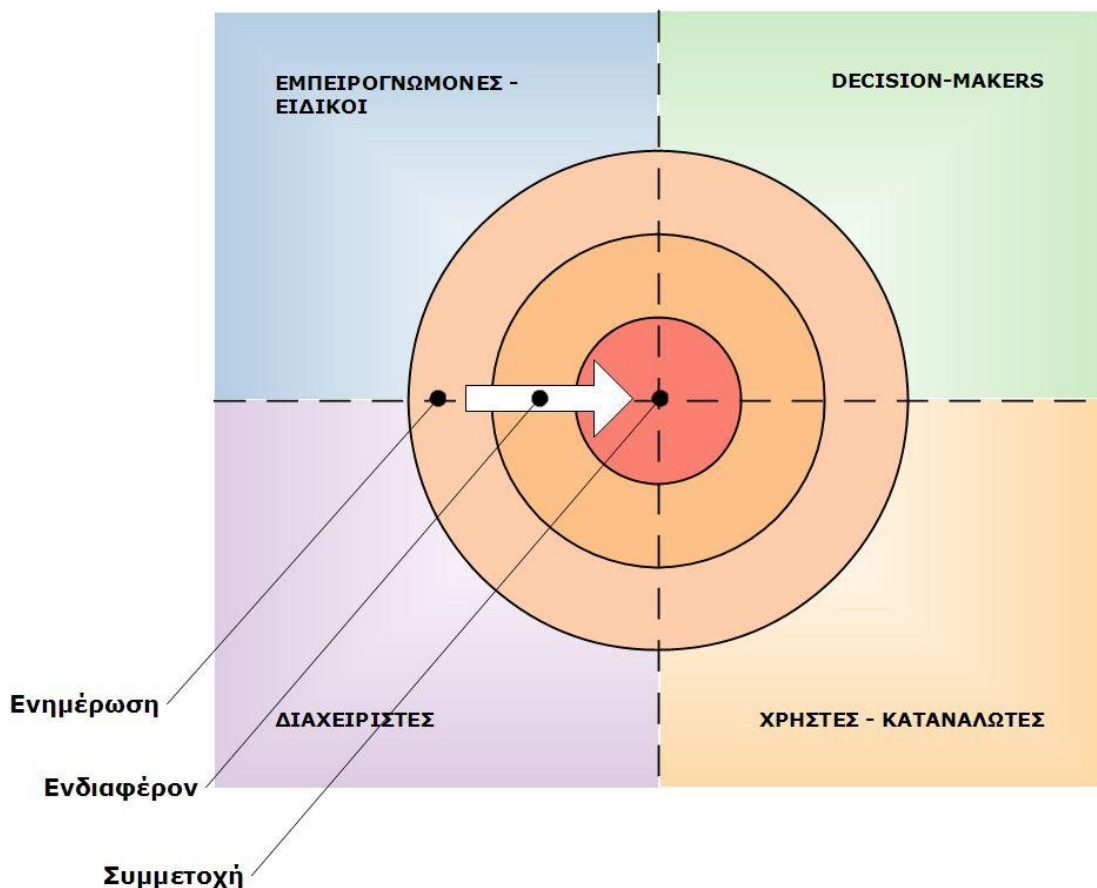 ΕΜΠΕΙΡΟΓΝΩΜΟΝΕΣ -
ΕΙΔΙΚΟΙ
DECISION-MAKERS
Ενημέρωση
ΔΙΑΧΕΙΡΙΣΤΕΣ
ΧΡΗΣΤΕΣ - ΚΑΤΑΝΑΛΩΤΕΣ
Ενδιαφέρον
Συμμετοχή